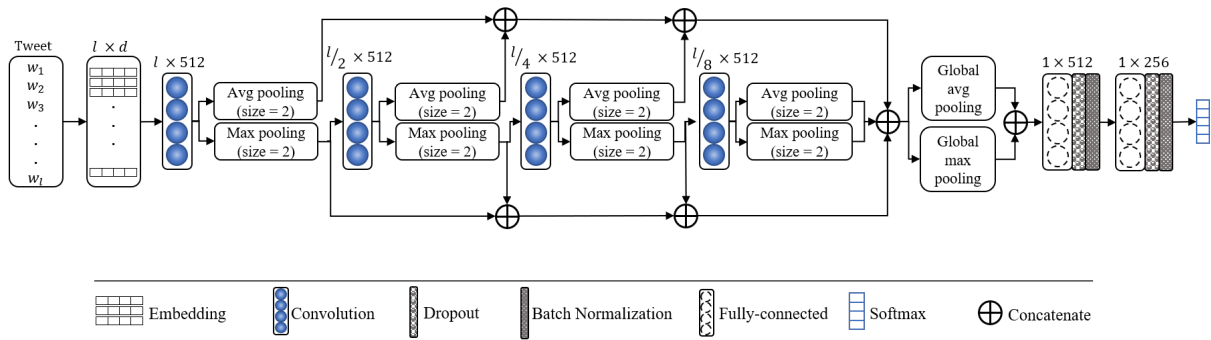 Tweet
w₁
w₂
w₃
.
.
.
wₗ
l × d
.
.
.
l × 512
Avg pooling
(size = 2)
Max pooling
(size = 2)
l/2 × 512
Avg pooling
(size = 2)
Max pooling
(size = 2)
l/4 × 512
Avg pooling
(size = 2)
Max pooling
(size = 2)
l/8 × 512
Avg pooling
(size = 2)
Max pooling
(size = 2)
Global
avg
pooling
Global
max
pooling
1 × 512
1 × 256
Embedding
Convolution
Dropout
Batch Normalization
Fully-connected
Softmax
Concatenate